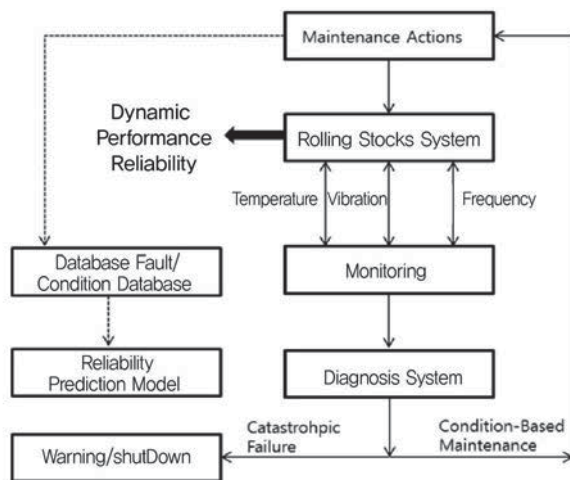 Maintenance Actions
Dynamic
Performance
Reliability
Rolling Stocks System
Temperature
Vibration
Frequency
Database Fault/
Condition Database
Monitoring
Reliability
Prediction Model
Diagnosis System
Catastrohpic
Failure
Condition-Based
Maintenance
Warning/shutDown